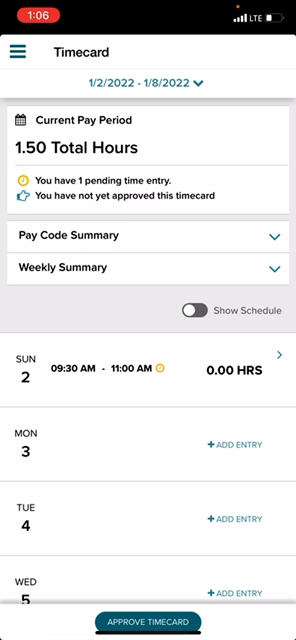 1:06
LTE
Timecard
1/2/2022 - 1/8/2022
Current Pay Period
1.50 Total Hours
You have 1 pending time entry.
You have not yet approved this timecard
Pay Code Summary
Weekly Summary
Show Schedule
SUN
2
09:30 AM - 11:00 AM
0.00 HRS
MON
3
+ ADD ENTRY
TUE
4
+ ADD ENTRY
WED
5
+ ADD ENTRY
APPROVE TIMECARD